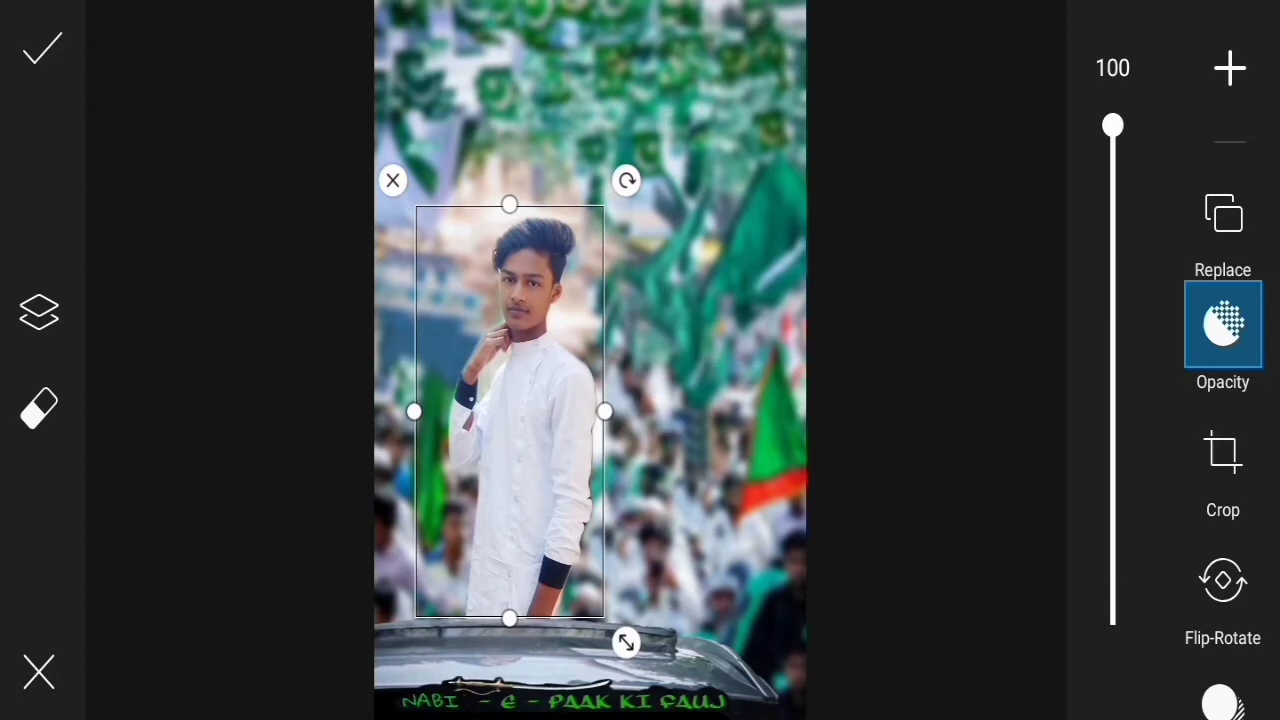 100
Replace
Opacity
Crop
Flip-Rotate
NABI - E - PAAK KI FAUJ